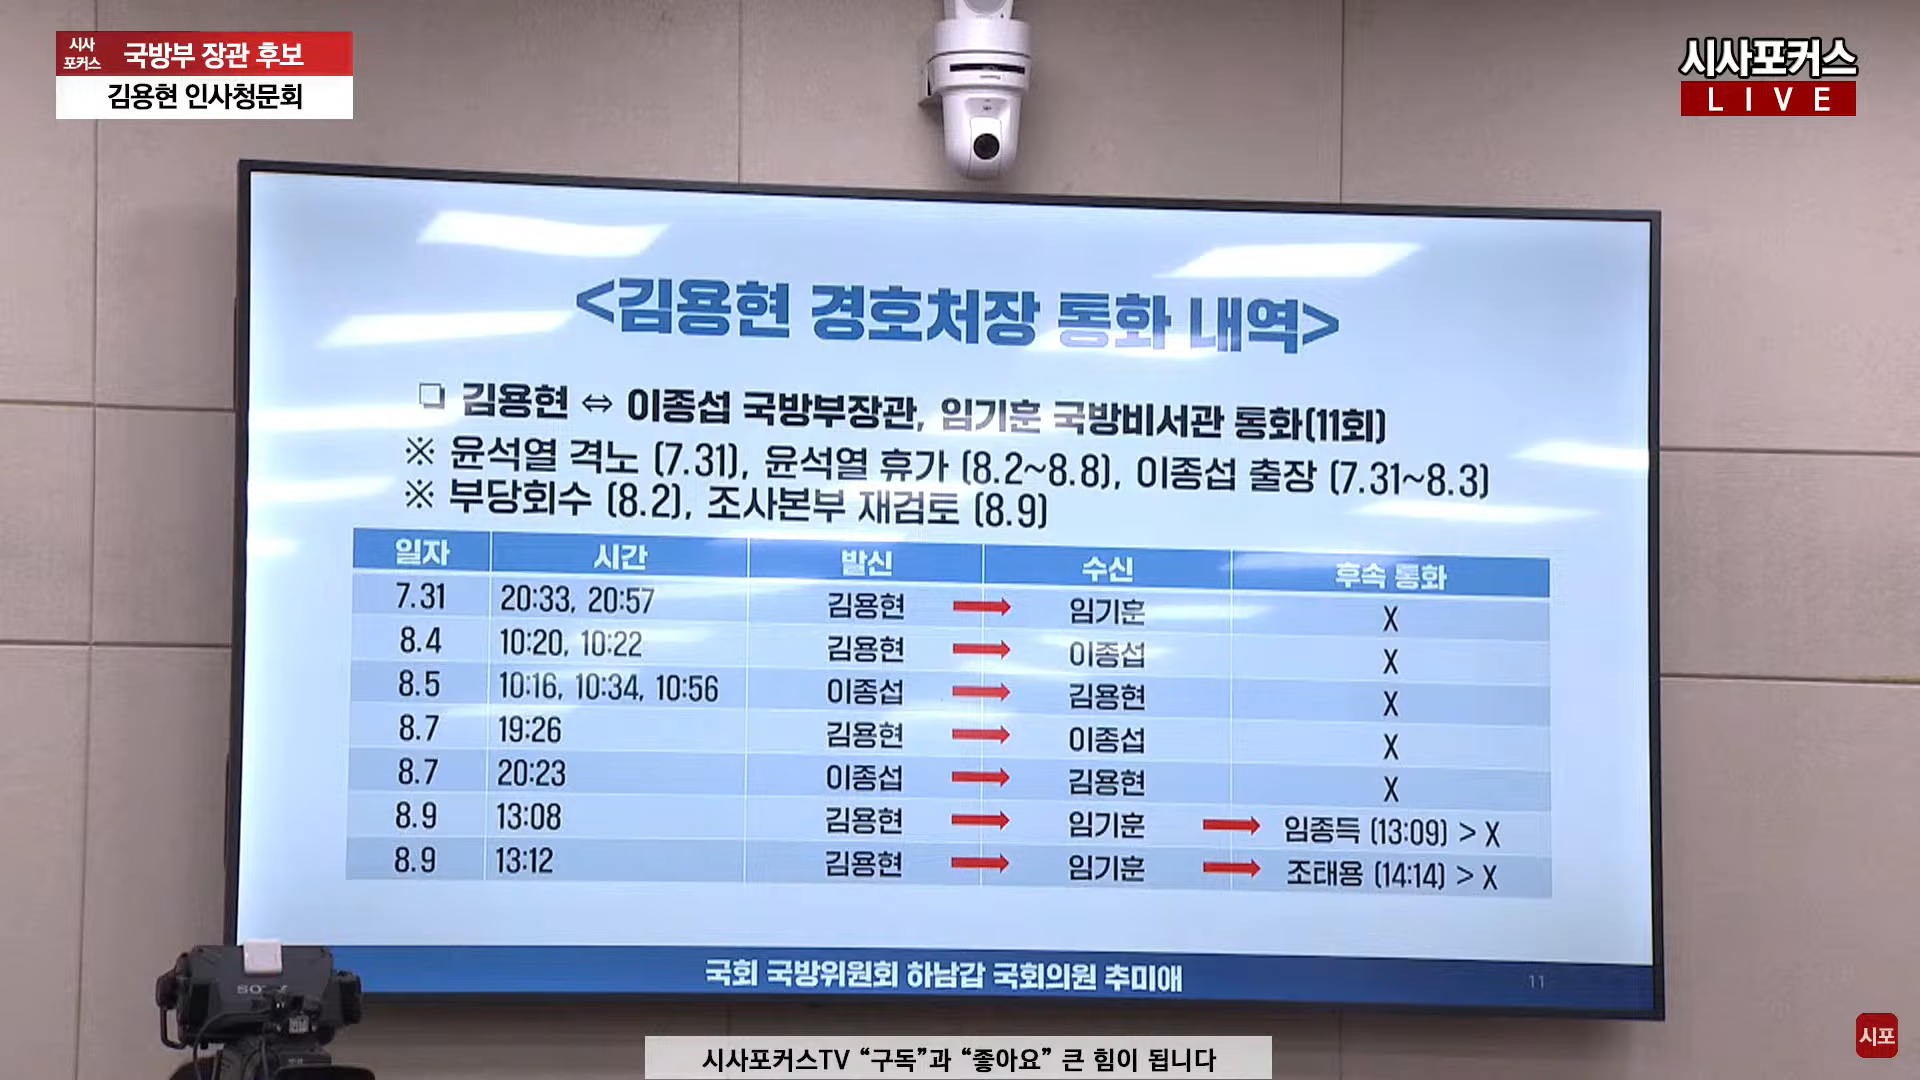 시사
포커스
국방부 장관 후보
김용현 인사청문회
시사포커스
LIVE
<김용현 경호처장 통화 내역>
❏ 김용현 ⇔ 이종섭 국방부장관, 임기훈 국방비서관 통화(11회)
※ 윤석열 격노 (7.31), 윤석열 휴가 (8.2~8.8), 이종섭 출장 (7.31~8.3)
※ 부당회수 (8.2), 조사본부 재검토 (8.9)
일자 시간 발신 수신 후속 통화
7.31 20:33, 20:57 김용현 → 임기훈 X
8.4 10:20, 10:22 김용현 → 이종섭 X
8.5 10:16, 10:34, 10:56 이종섭 → 김용현 X
8.7 19:26 김용현 → 이종섭 X
8.7 20:23 이종섭 → 김용현 X
8.9 13:08 김용현 → 임기훈 → 임종득 (13:09) > X
8.9 13:12 김용현 → 임기훈 → 조태용 (14:14) > X
국회 국방위원회 하남갑 국회의원 추미애
11
SONY
시포
시사포커스TV “구독”과 “좋아요” 큰 힘이 됩니다